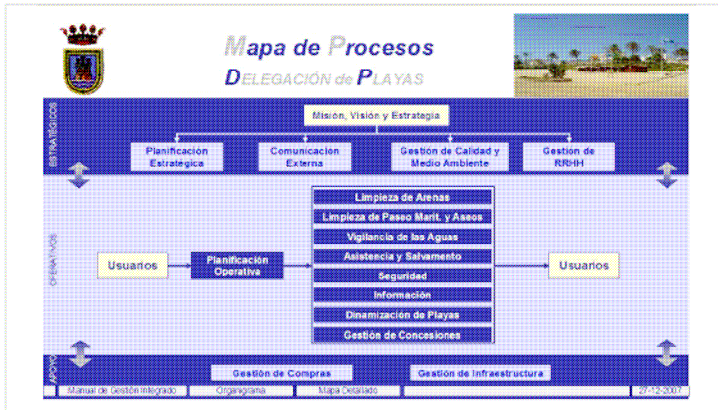 Mapa de Procesos
DELEGACIÓN de PLAYAS
ESTRATÉGICOS
Misión, Visión y Estrategia
Planificación
Estratégica
Comunicación
Externa
Gestión de Calidad y
Medio Ambiente
Gestión de
RRHH
OPERATIVOS
Usuarios
Planificación
Operativa
Limpieza de Arenas
Limpieza de Paseo Marit. y Aseos
Vigilancia de las Aguas
Asistencia y Salvamento
Seguridad
Información
Dinamización de Playas
Gestión de Concesiones
Usuarios
APOYO
Gestión de Compras
Gestión de Infraestructura
Manual de Gestión Integrado
Organigrama
Mapa Detallado
27-12-2007